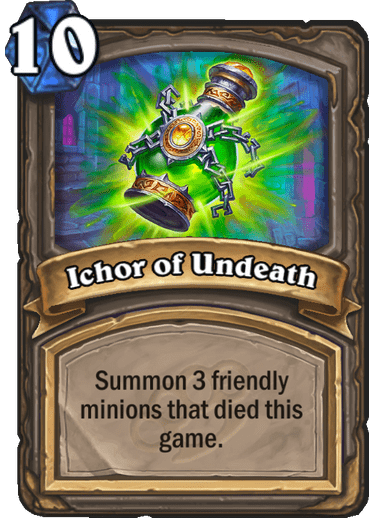 10
Ichor of Undeath
Summon 3 friendly
minions that died this
game.